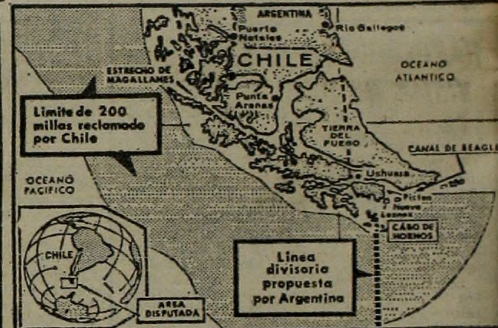 ARGENTINA
Puerto
Natales
Rio Gallegos
CHILE
OCEANO
ATLANTICO
ESTRECHO DE
MAGALLANES
Punta
Arenas
Limite de 200
millas reclamado
por Chile
TIERRA
DEL
FUEGO
CANAL DE BEAGLE
OCEANO
PACIFICO
Ushuaia
Picton
Nueva
Lennox
CABO DE
HORNOS
CHILE
Linea
divisoria
propuesta
por Argentina
AREA
DISPUTADA